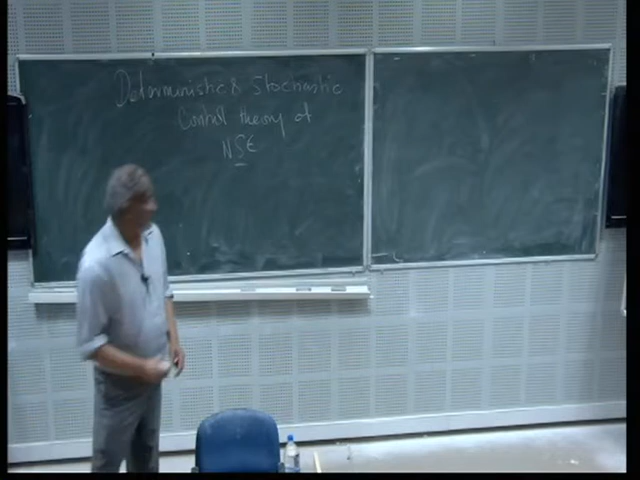 Deterministic & Stochastic
Control theory of
NSE